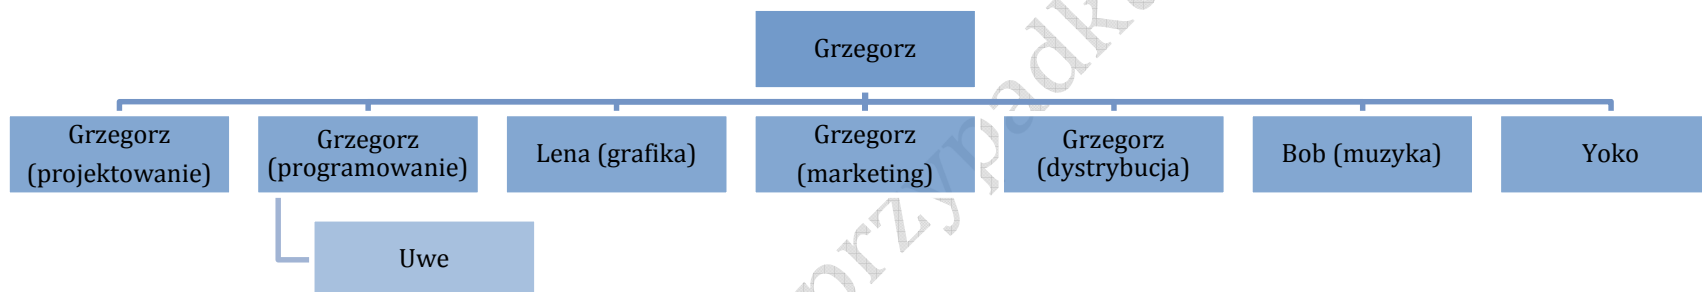 Grzegorz
Grzegorz
(projektowanie)
Grzegorz
(programowanie)
Lena (grafika)
Grzegorz
(marketing)
Grzegorz
(dystrybucja)
Bob (muzyka)
Yoko
Uwe